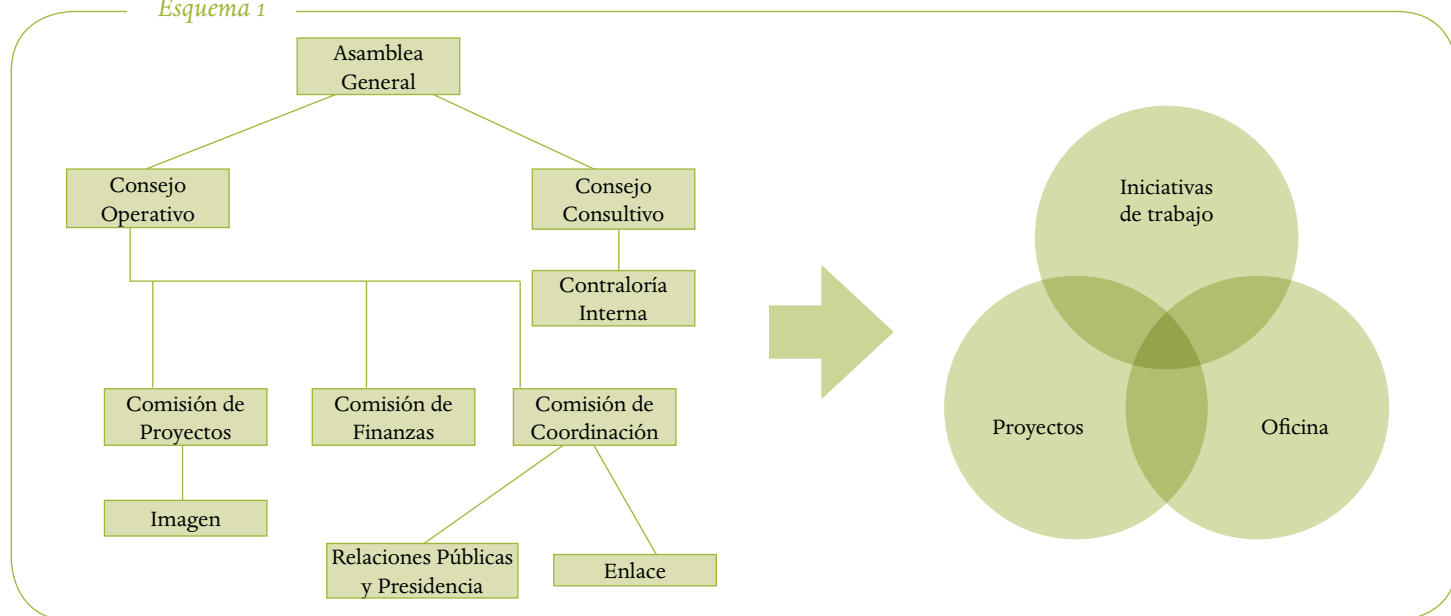 Esquema 1
Asamblea
General
Consejo
Operativo
Consejo
Consultivo
Contraloría
Interna
Comisión de
Proyectos
Comisión de
Finanzas
Comisión de
Coordinación
Imagen
Relaciones Públicas
y Presidencia
Enlace
Iniciativas
de trabajo
Proyectos
Oficina